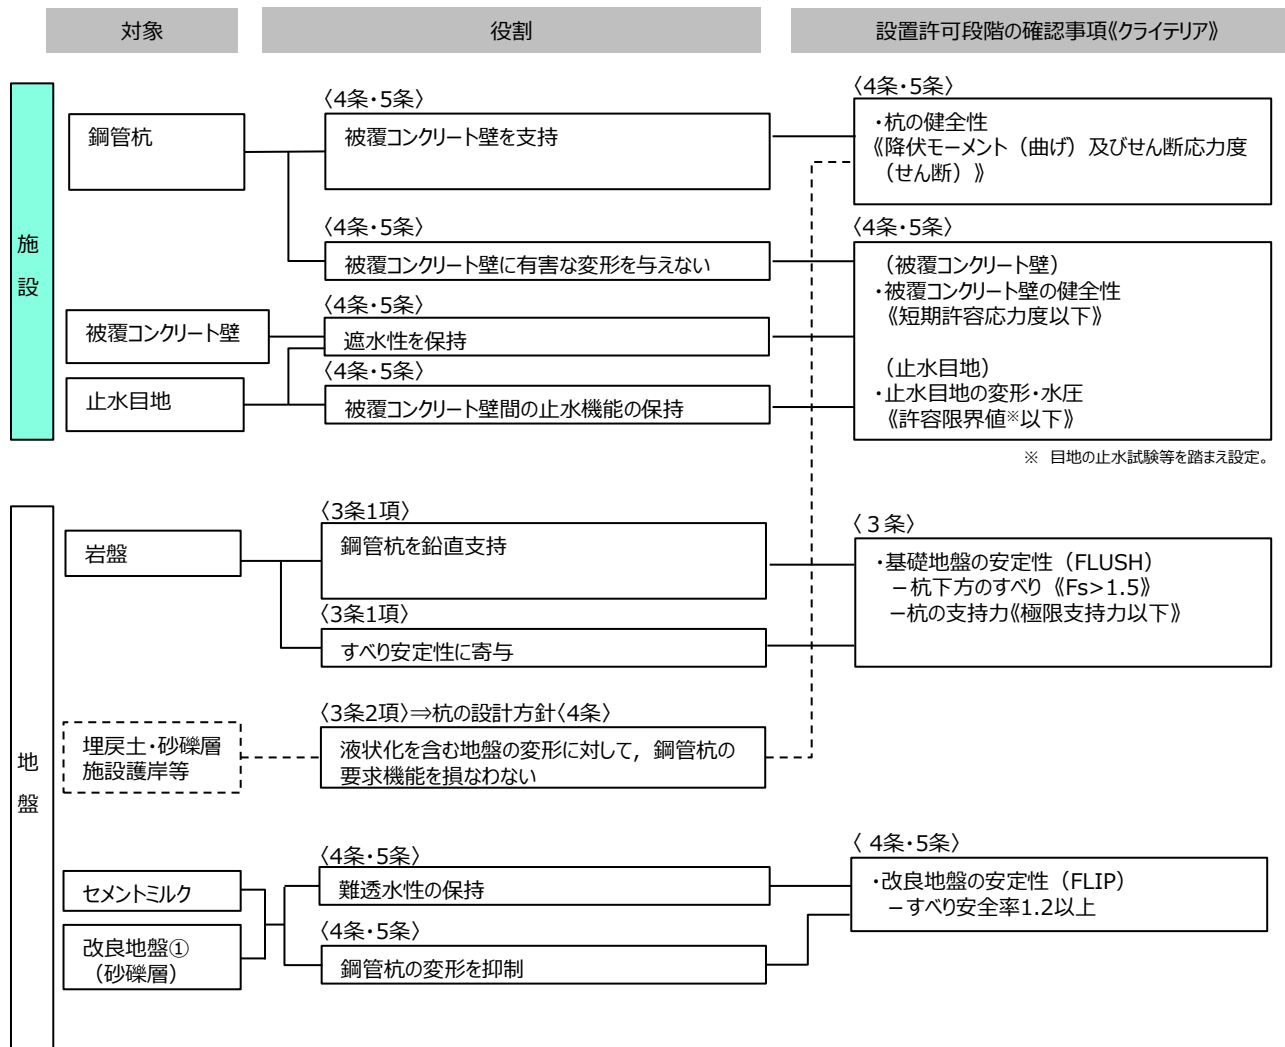 対象
役割
設置許可段階の確認事項《クライテリア》
施設
鋼管杭
〈4条・5条〉
被覆コンクリート壁を支持
〈4条・5条〉
・杭の健全性
《降伏モーメント（曲げ）及びせん断応力度
（せん断）》
〈4条・5条〉
被覆コンクリート壁に有害な変形を与えない
〈4条・5条〉
（被覆コンクリート壁）
・被覆コンクリート壁の健全性
《短期許容応力度以下》
（止水目地）
・止水目地の変形・水圧
《許容限界値※以下》
被覆コンクリート壁
〈4条・5条〉
遮水性を保持
止水目地
〈4条・5条〉
被覆コンクリート壁間の止水機能の保持
※ 目地の止水試験等を踏まえ設定。
地盤
岩盤
〈3条1項〉
鋼管杭を鉛直支持
〈３条〉
・基礎地盤の安定性（FLUSH）
－杭下方のすべり《Fs>1.5》
－杭の支持力《極限支持力以下》
〈3条1項〉
すべり安定性に寄与
埋戻土・砂礫層
施設護岸等
〈3条2項〉⇒杭の設計方針〈4条〉
液状化を含む地盤の変形に対して，鋼管杭の
要求機能を損なわない
セメントミルク
〈4条・5条〉
難透水性の保持
〈 4条・5条〉
・改良地盤の安定性（FLIP）
－すべり安全率1.2以上
改良地盤①
（砂礫層）
〈4条・5条〉
鋼管杭の変形を抑制